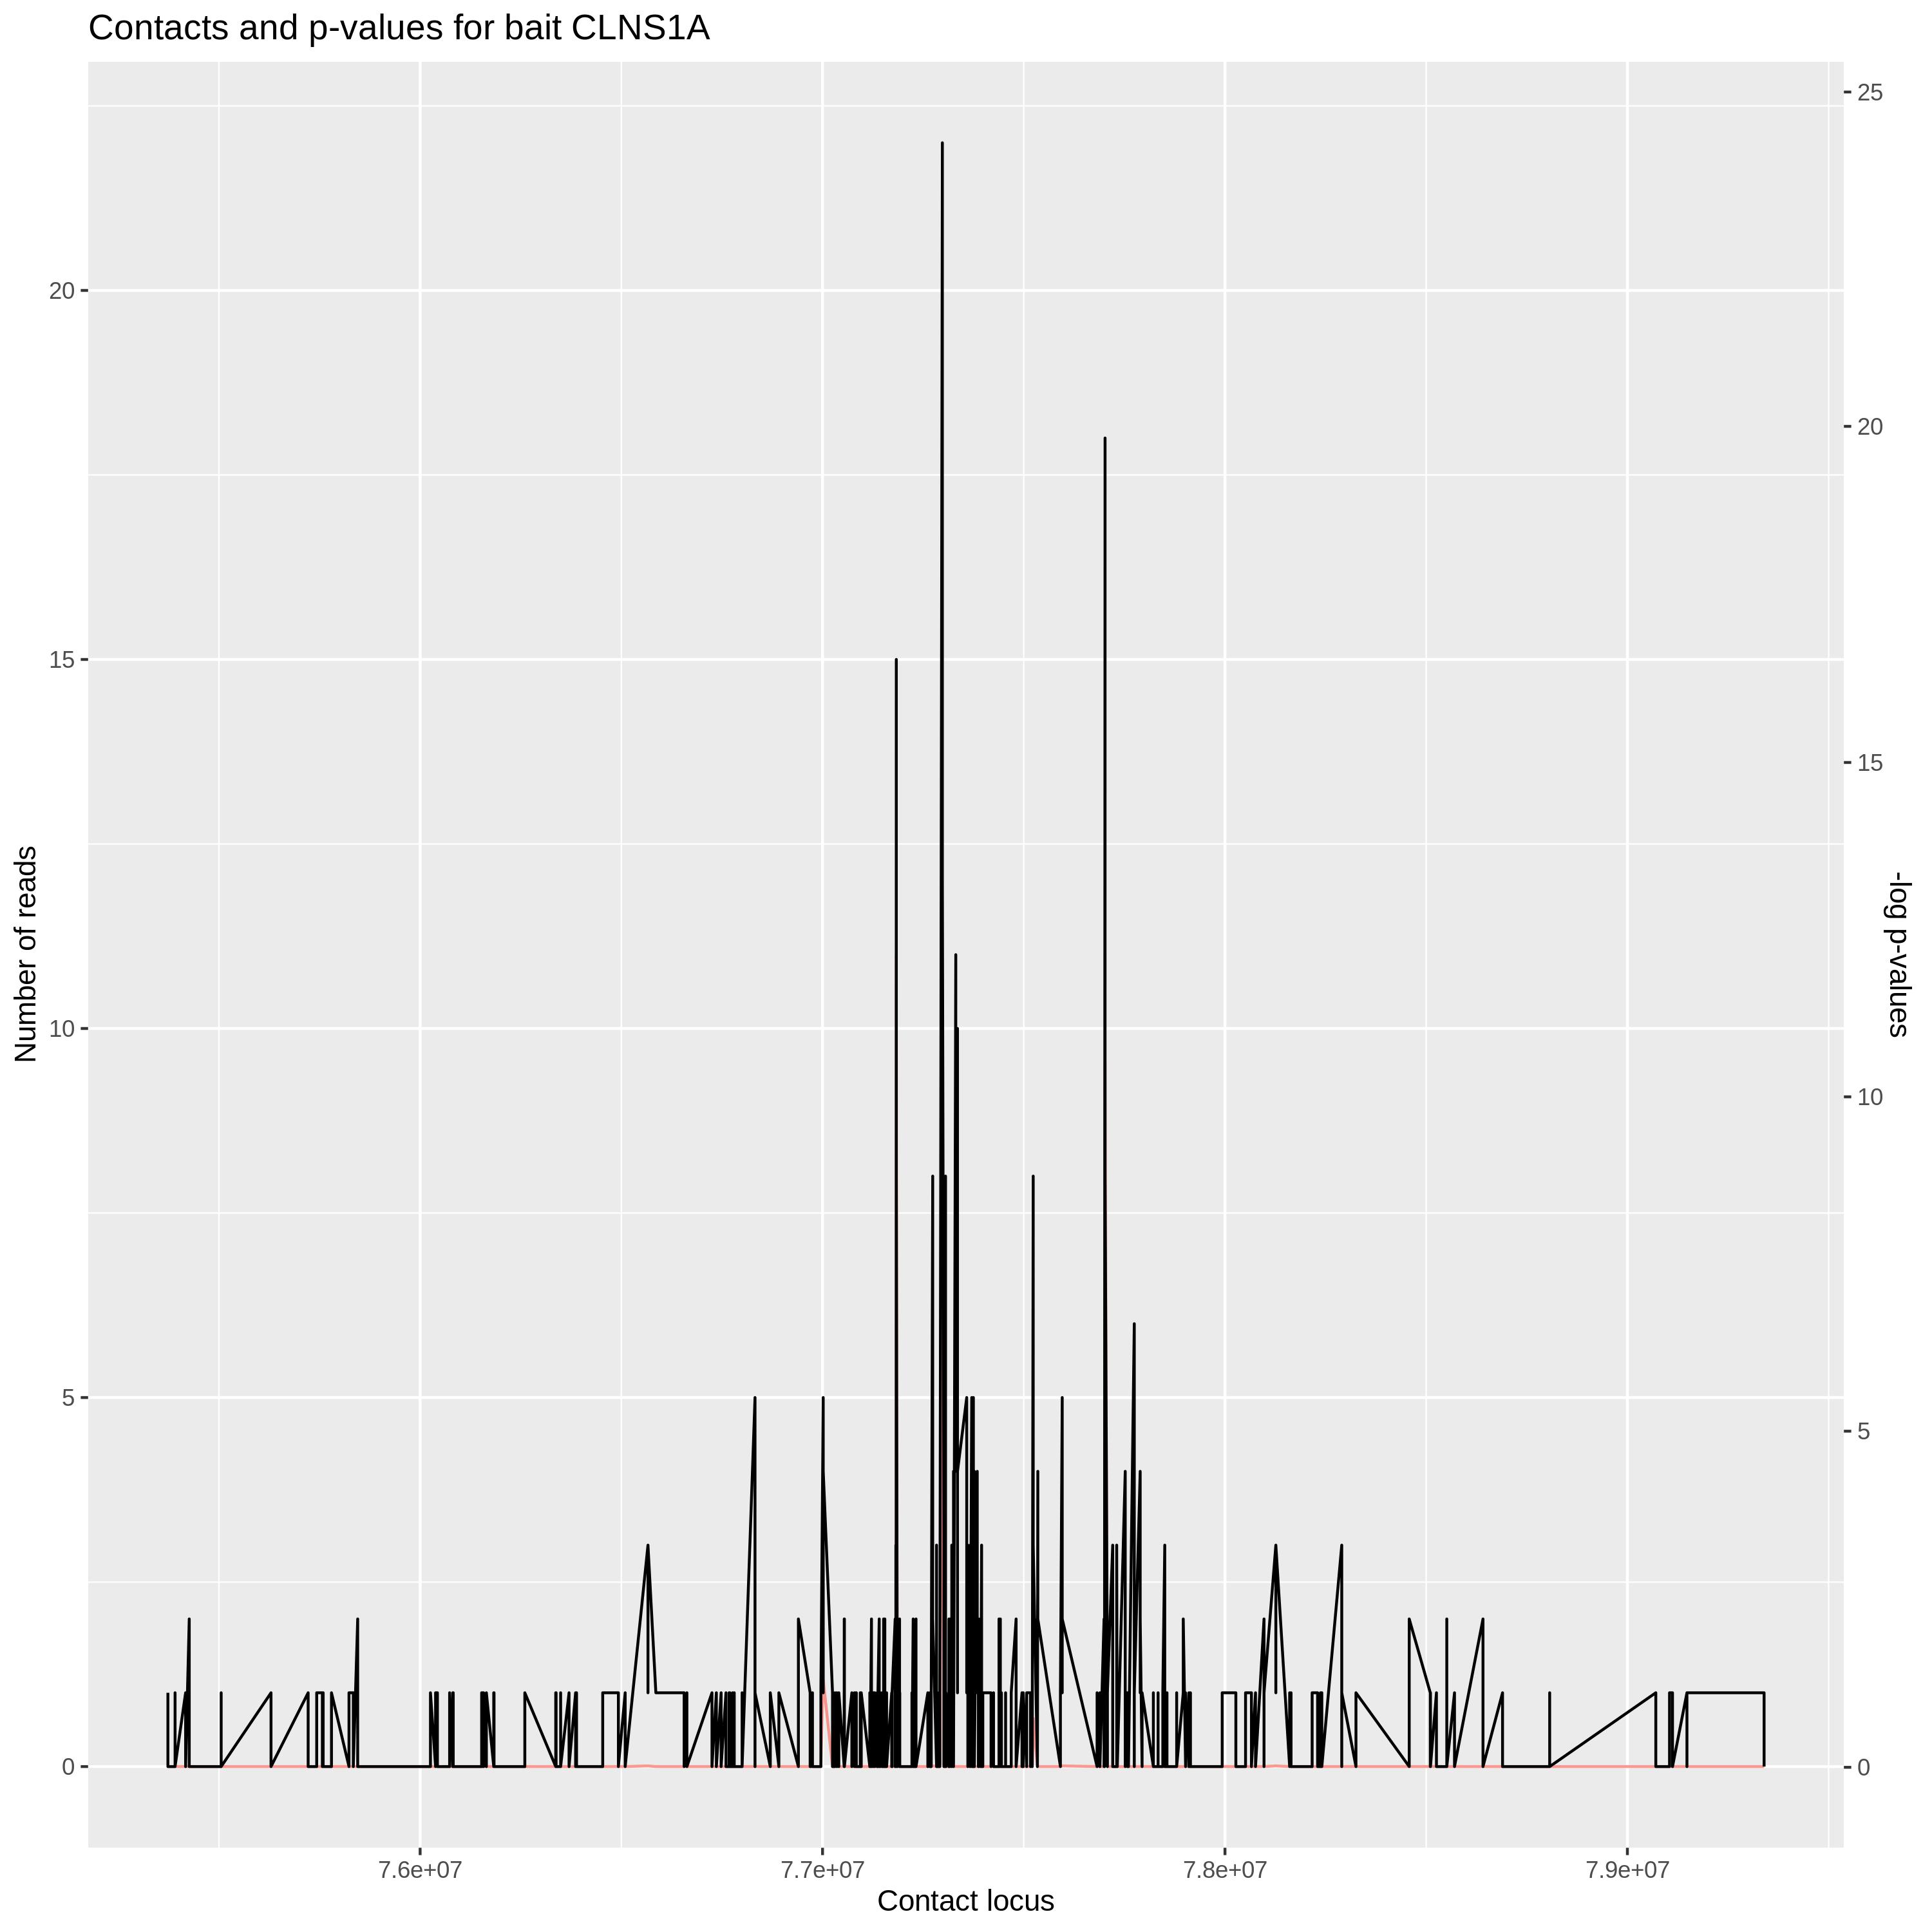 Contacts and p-values for bait CLNS1A
Number of reads
20
15
10
5
0
25
20
15
10
5
0
-log p-values
7.6e+07 7.7e+07 7.8e+07 7.9e+07
Contact locus